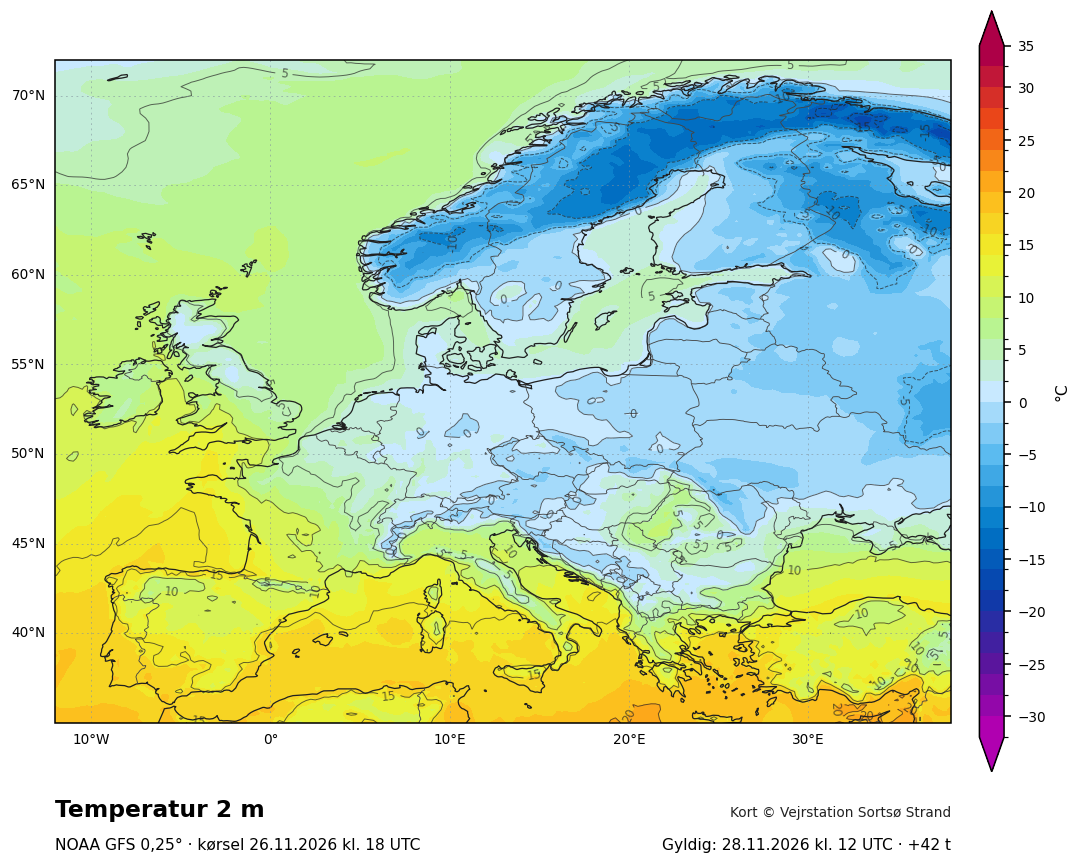 70°N
65°N
60°N
55°N
50°N
45°N
40°N
10°W
0°
10°E
20°E
30°E
35
30
25
20
15
10
5
0
−5
−10
−15
−20
−25
−30
°C
Temperatur 2 m
Kort © Vejrstation Sortsø Strand
NOAA GFS 0,25° · kørsel 26.11.2026 kl. 18 UTC
Gyldig: 28.11.2026 kl. 12 UTC · +42 t